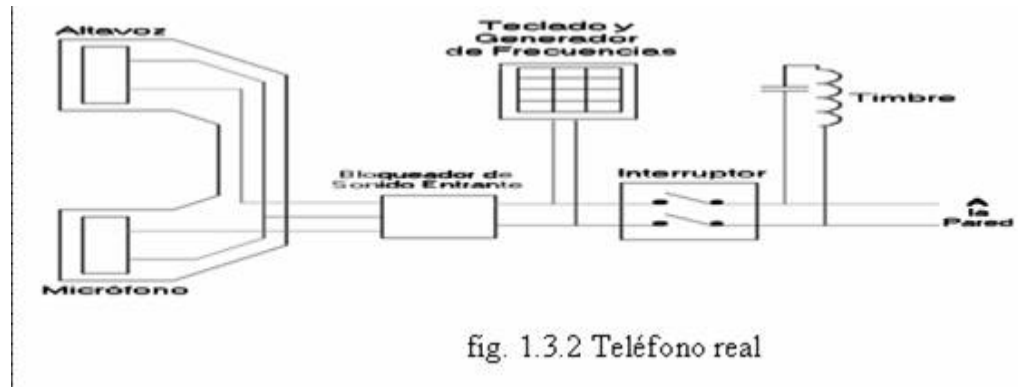 Altavoz
Teclado y
Generador
de Frecuencias
Timbre
Bloqueador de
Sonido Entrante
Interruptor
A
la
Pared
Micrófono
fig. 1.3.2 Teléfono real